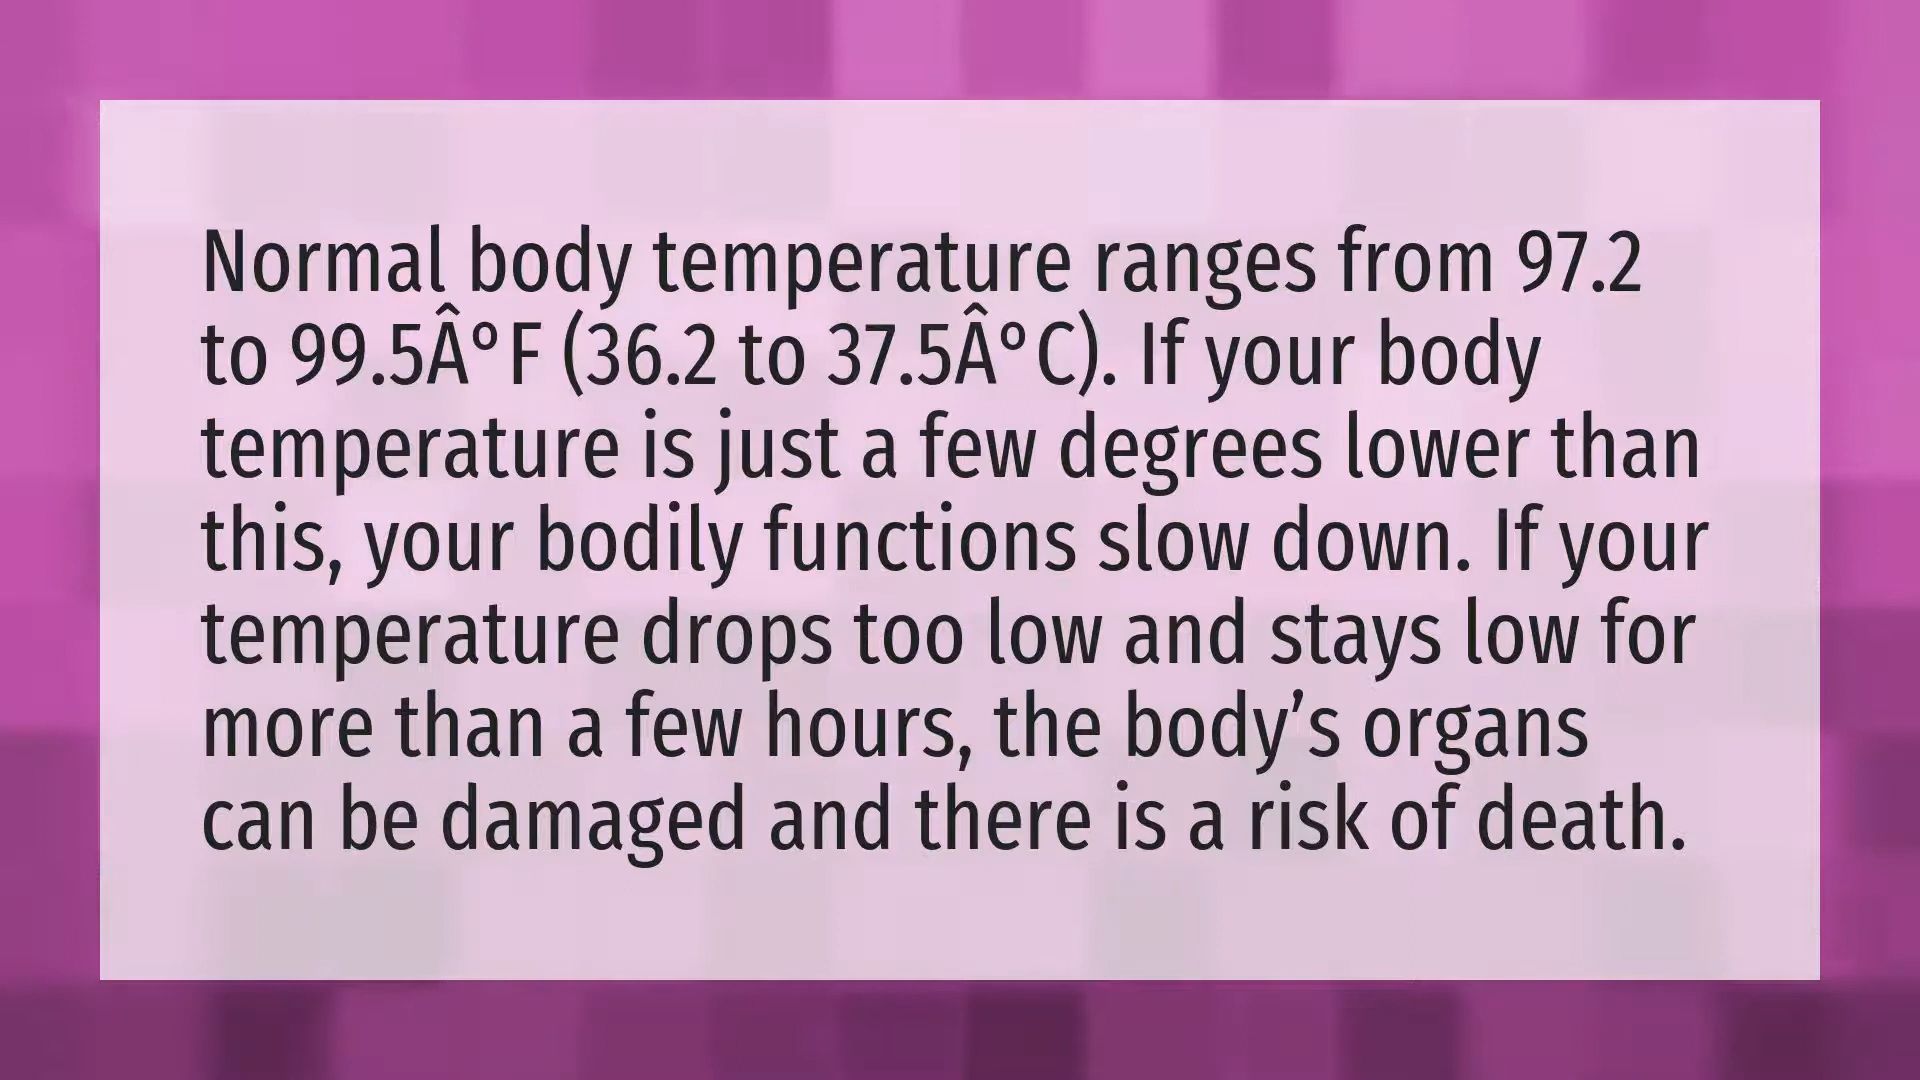 Normal body temperature ranges from 97.2
to 99.5Âº F (36.2 to 37.5Âº C). If your body
temperature is just a few degrees lower than
this, your bodily functions slow down. If your
temperature drops too low and stays low for
more than a few hours, the body’s organs
can be damaged and there is a risk of death.